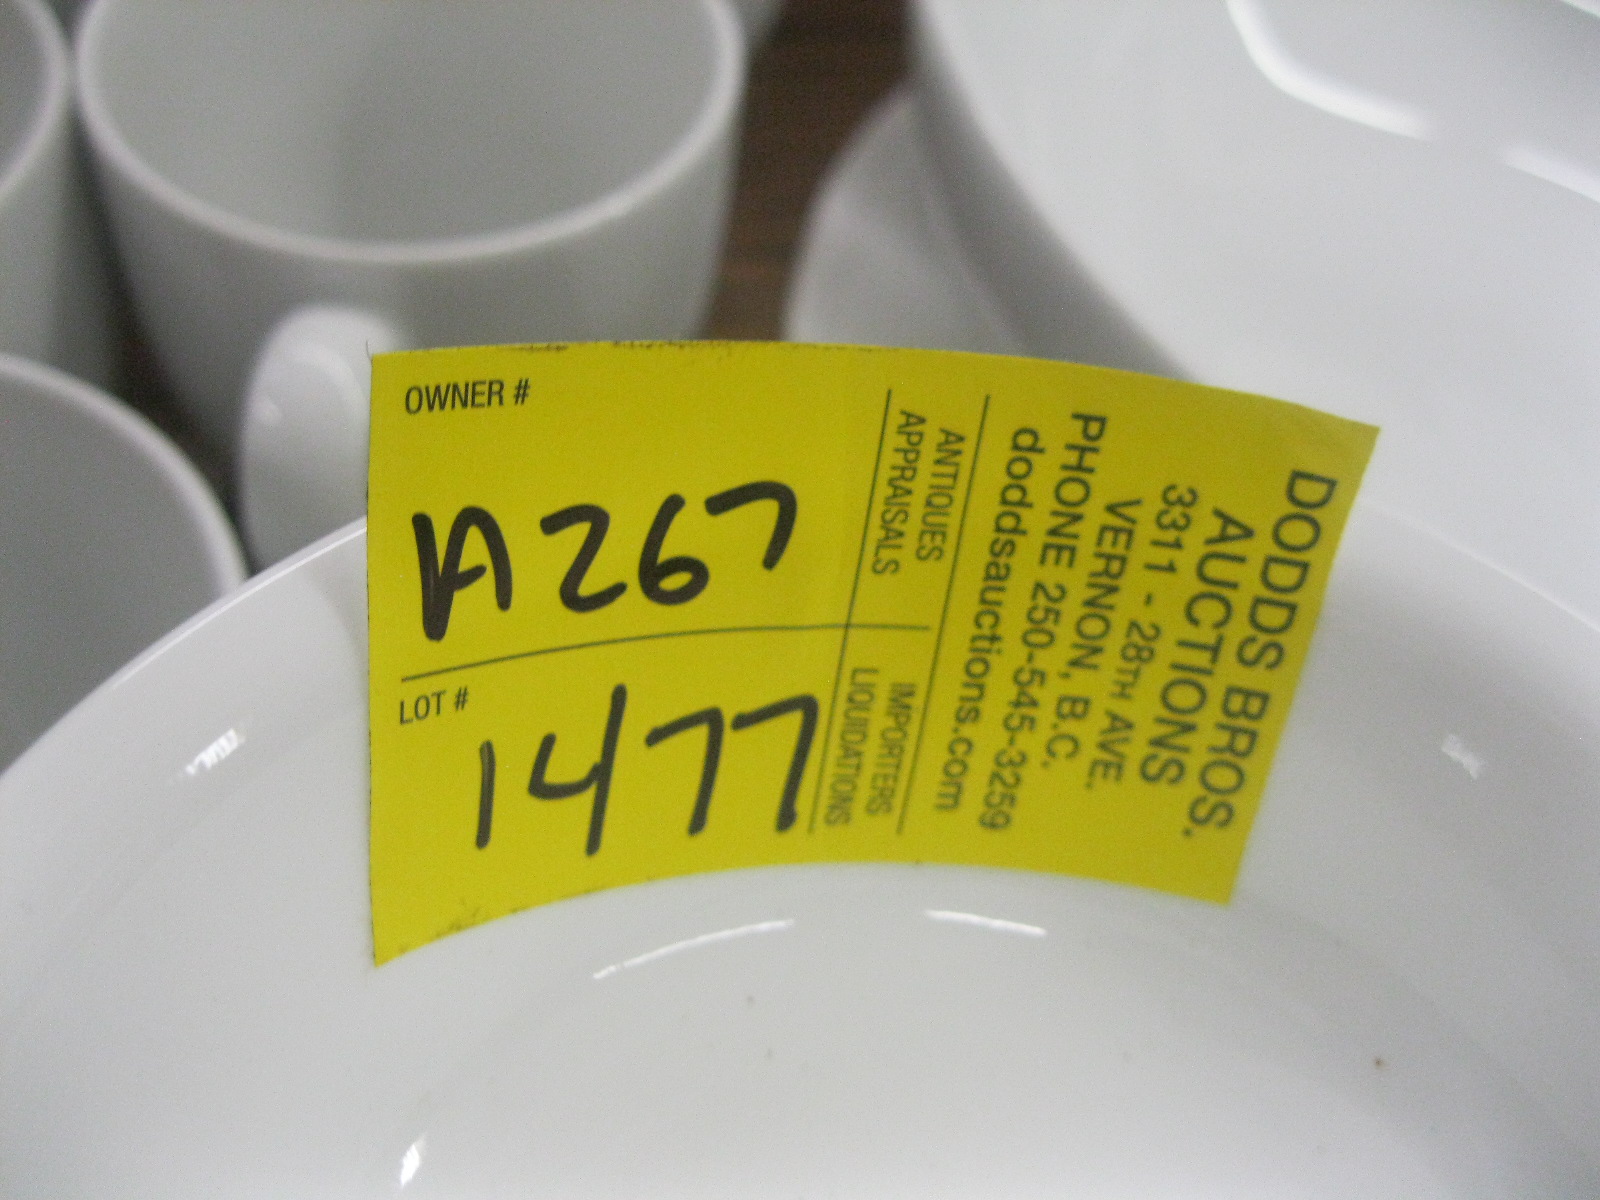 OWNER #
A267
LOT #
1477
DODDS BROS.
AUCTIONS
3311 - 28TH AVE.
VERNON, B.C.
PHONE 250-545-3259
doddsauctions.com
ANTIQUES
APPRAISALS
IMPORTERS
LIQUIDATIONS